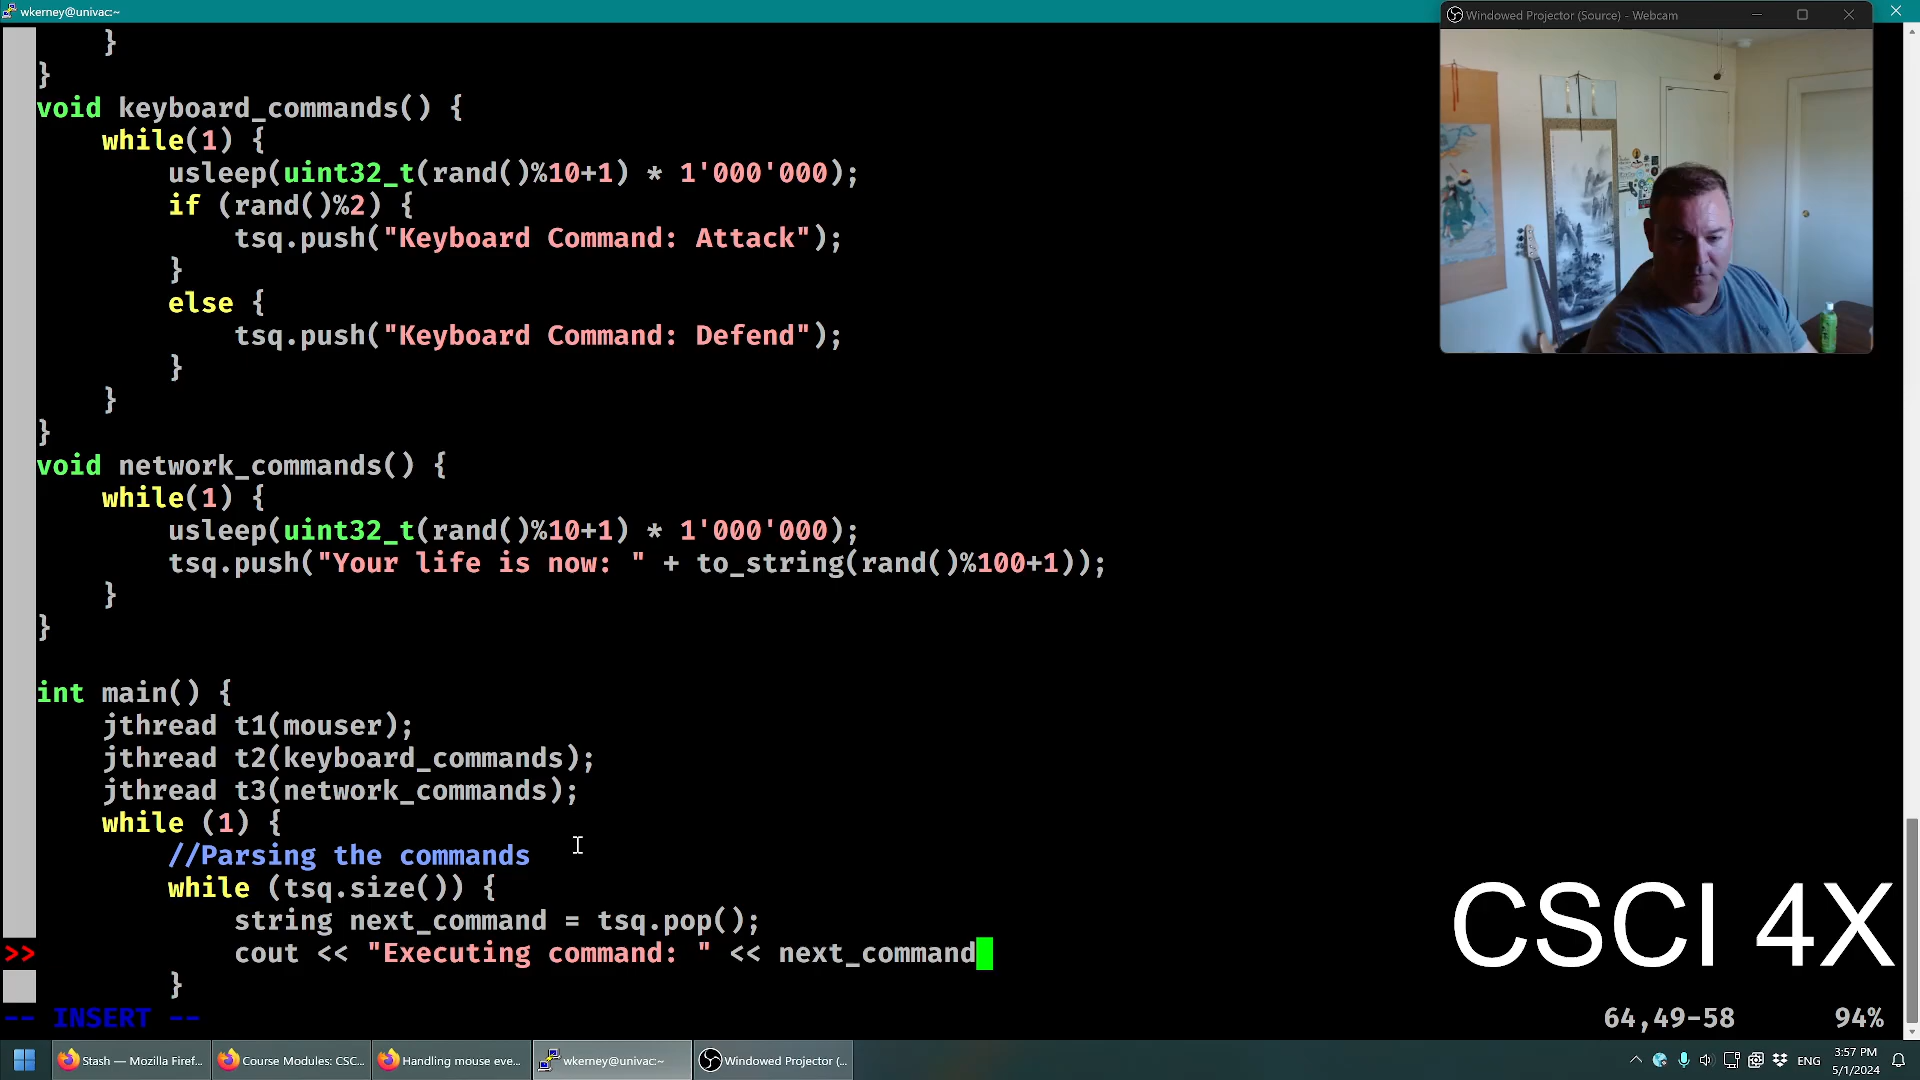 wkerney@univac:~
Windowed Projector (Source) - Webcam
    }
}
void keyboard_commands() {
    while(1) {
        usleep(uint32_t(rand()%10+1) * 1'000'000);
        if (rand()%2) {
            tsq.push("Keyboard Command: Attack");
        }
        else {
            tsq.push("Keyboard Command: Defend");
        }
    }
}
void network_commands() {
    while(1) {
        usleep(uint32_t(rand()%10+1) * 1'000'000);
        tsq.push("Your life is now: " + to_string(rand()%100+1));
    }
}
int main() {
    jthread t1(mouser);
    jthread t2(keyboard_commands);
    jthread t3(network_commands);
    while (1) {
        //Parsing the commands
        while (tsq.size()) {
            string next_command = tsq.pop();
>>          cout << "Executing command: " << next_command
        }
CSCI 4X
-- INSERT --
64,49-58
94%
Stash — Mozilla Firef...
Course Modules: CSC...
Handling mouse eve...
wkerney@univac:~
Windowed Projector (...
ENG
3:57 PM
5/1/2024